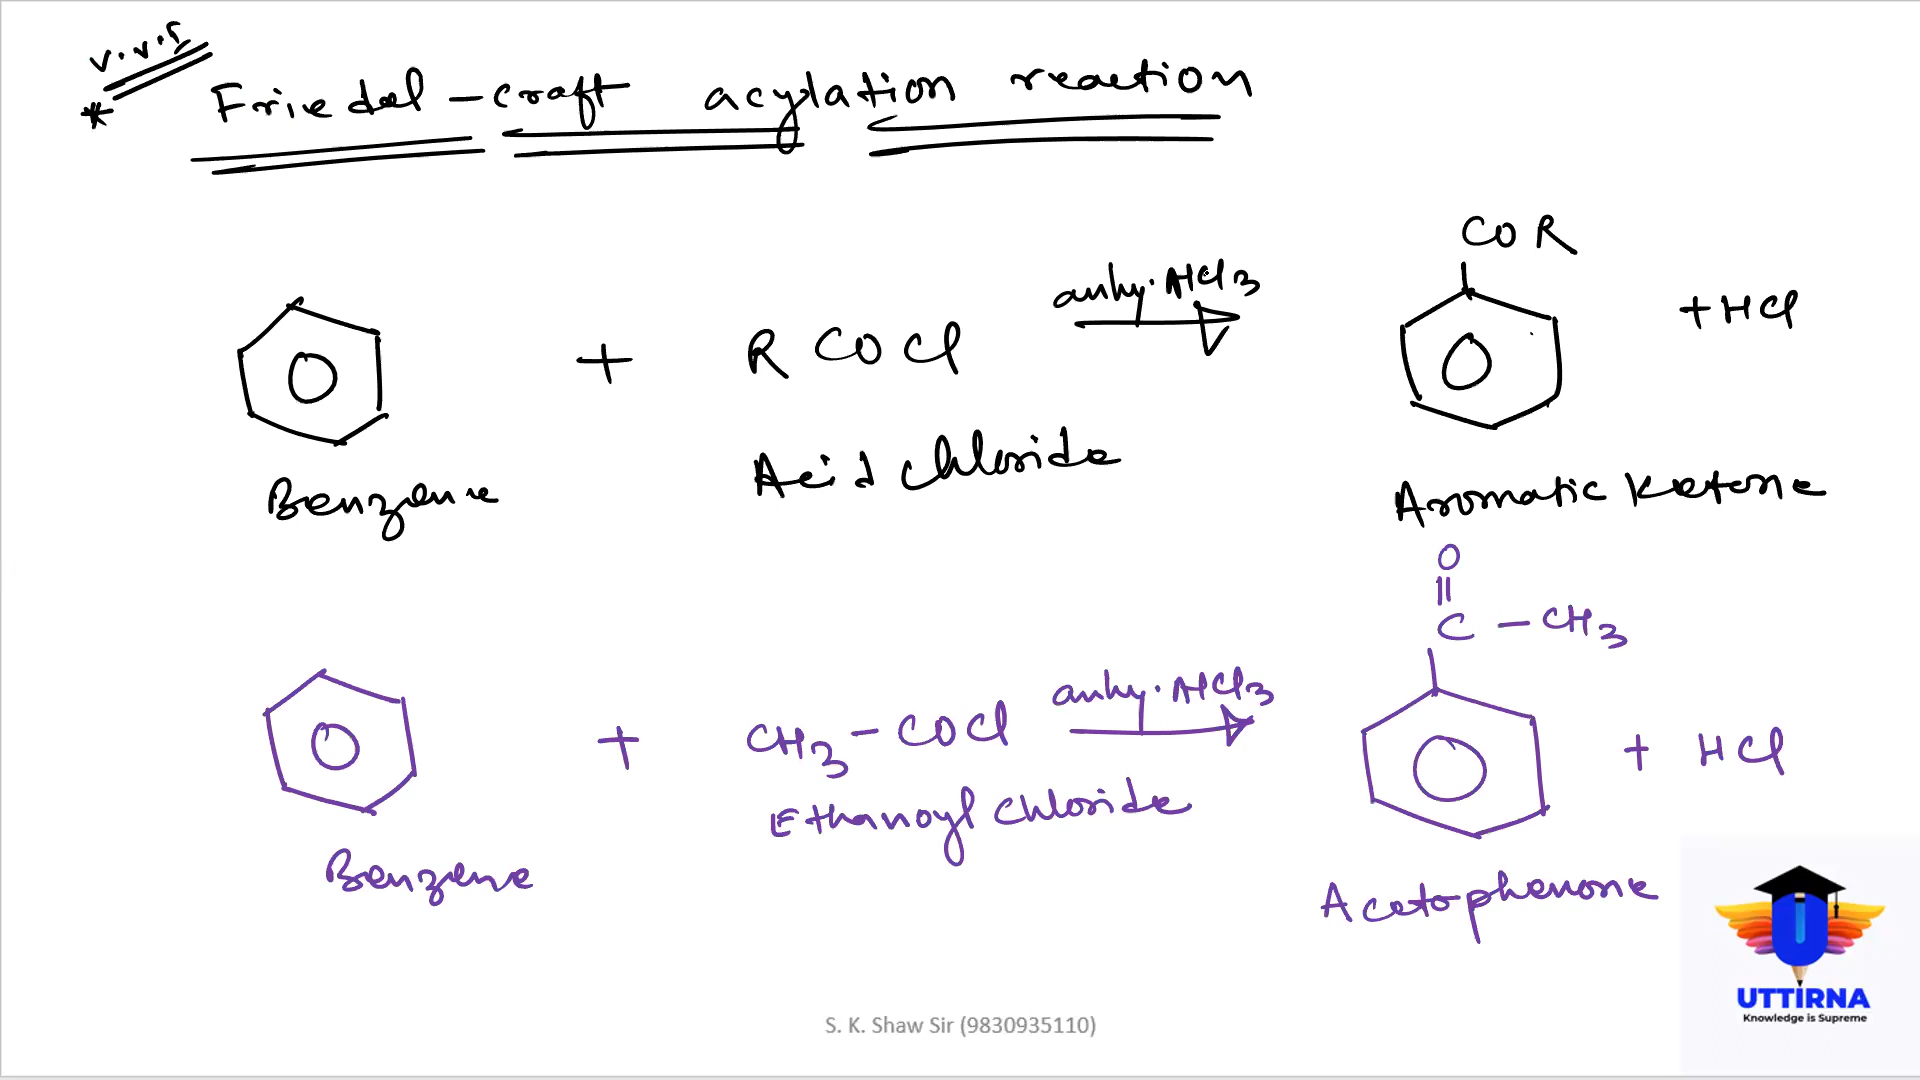 v.v.I
* Friedel-craft acylation reaction
COR
+ RCOCl anhy. AlCl3 + HCl
Benzene Acid chloride Aromatic Ketone
O
C - CH3
+ CH3-COCl anhy. AlCl3 + HCl
Ethanoyl chloride
Benzene Acetophenone
UTTIRNA
Knowledge is Supreme
S. K. Shaw Sir (9830935110)